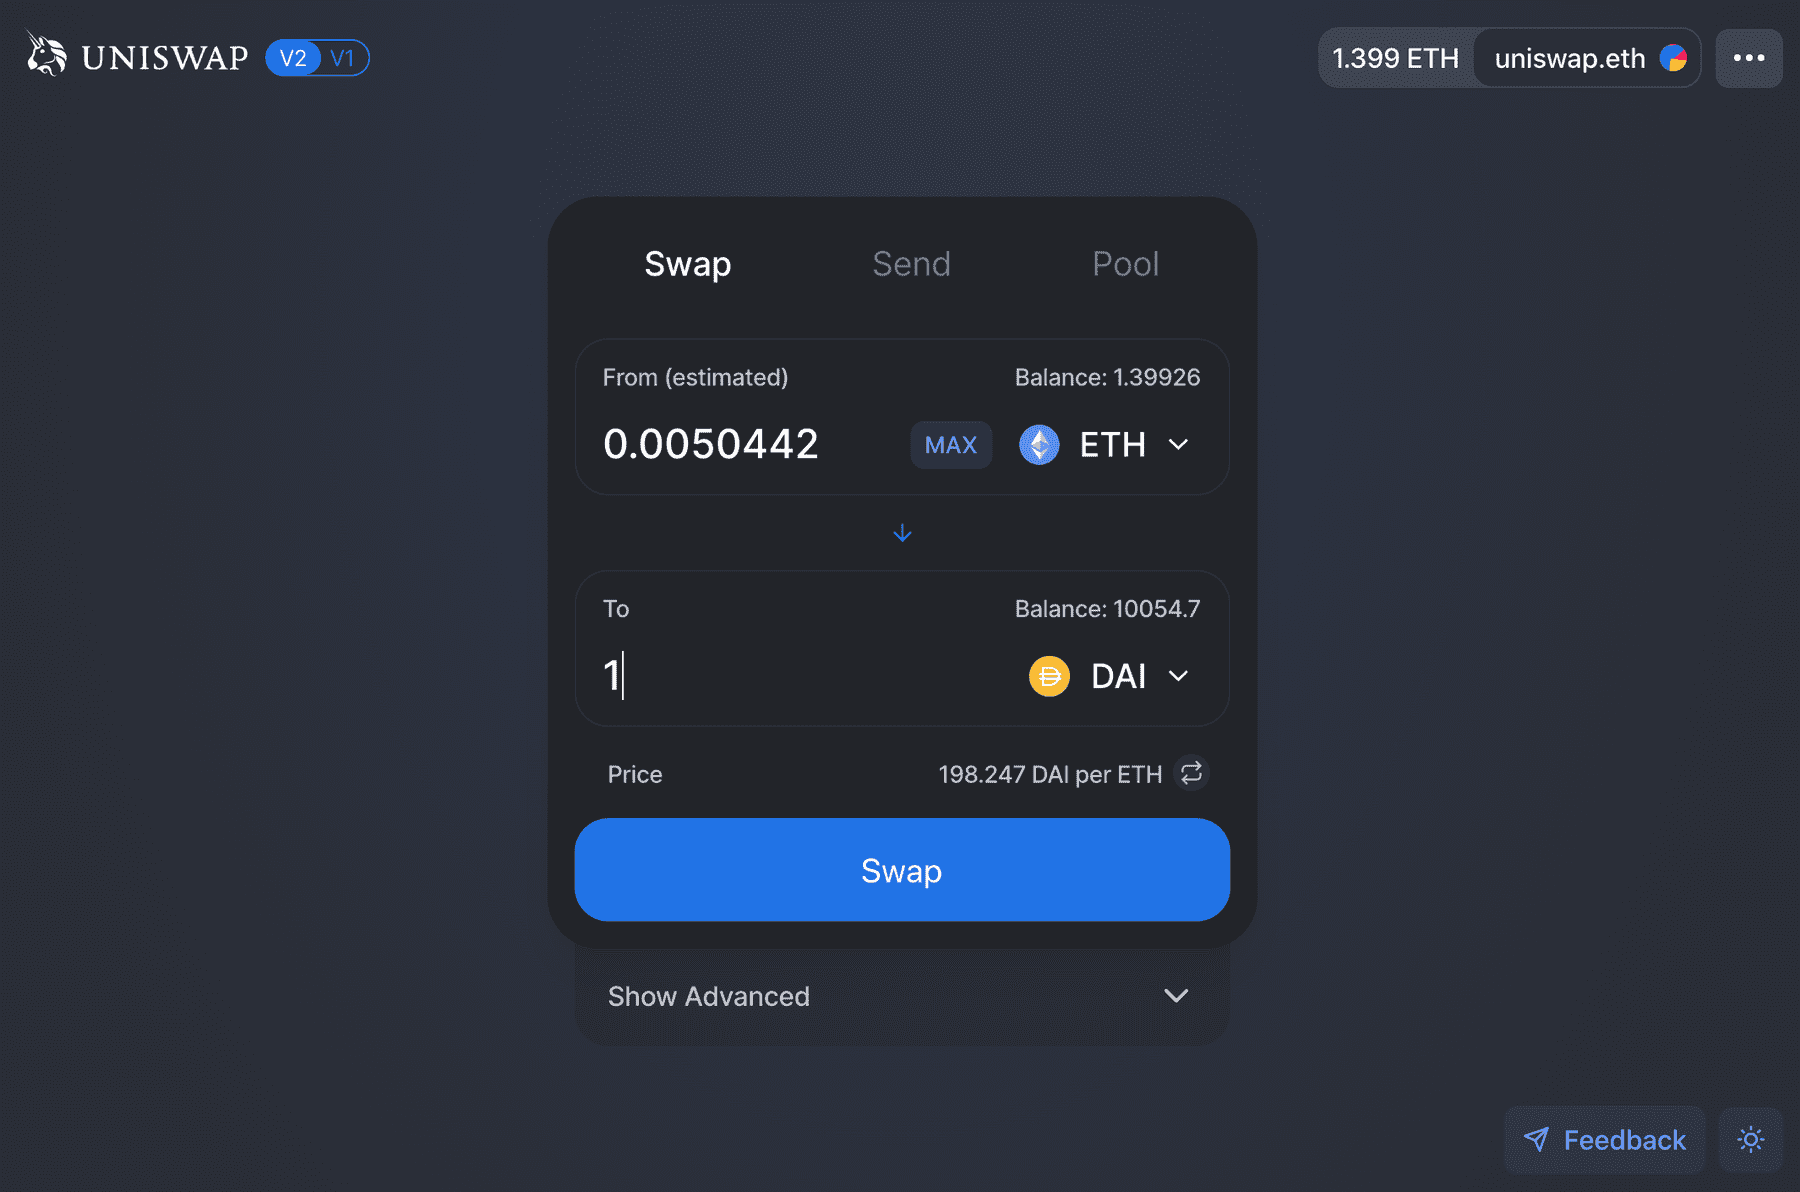 UNISWAP V2 V1
1.399 ETH uniswap.eth
Swap Send Pool
From (estimated) Balance: 1.39926
0.0050442 MAX ETH
To Balance: 10054.7
1 DAI
Price 198.247 DAI per ETH
Swap
Show Advanced
Feedback